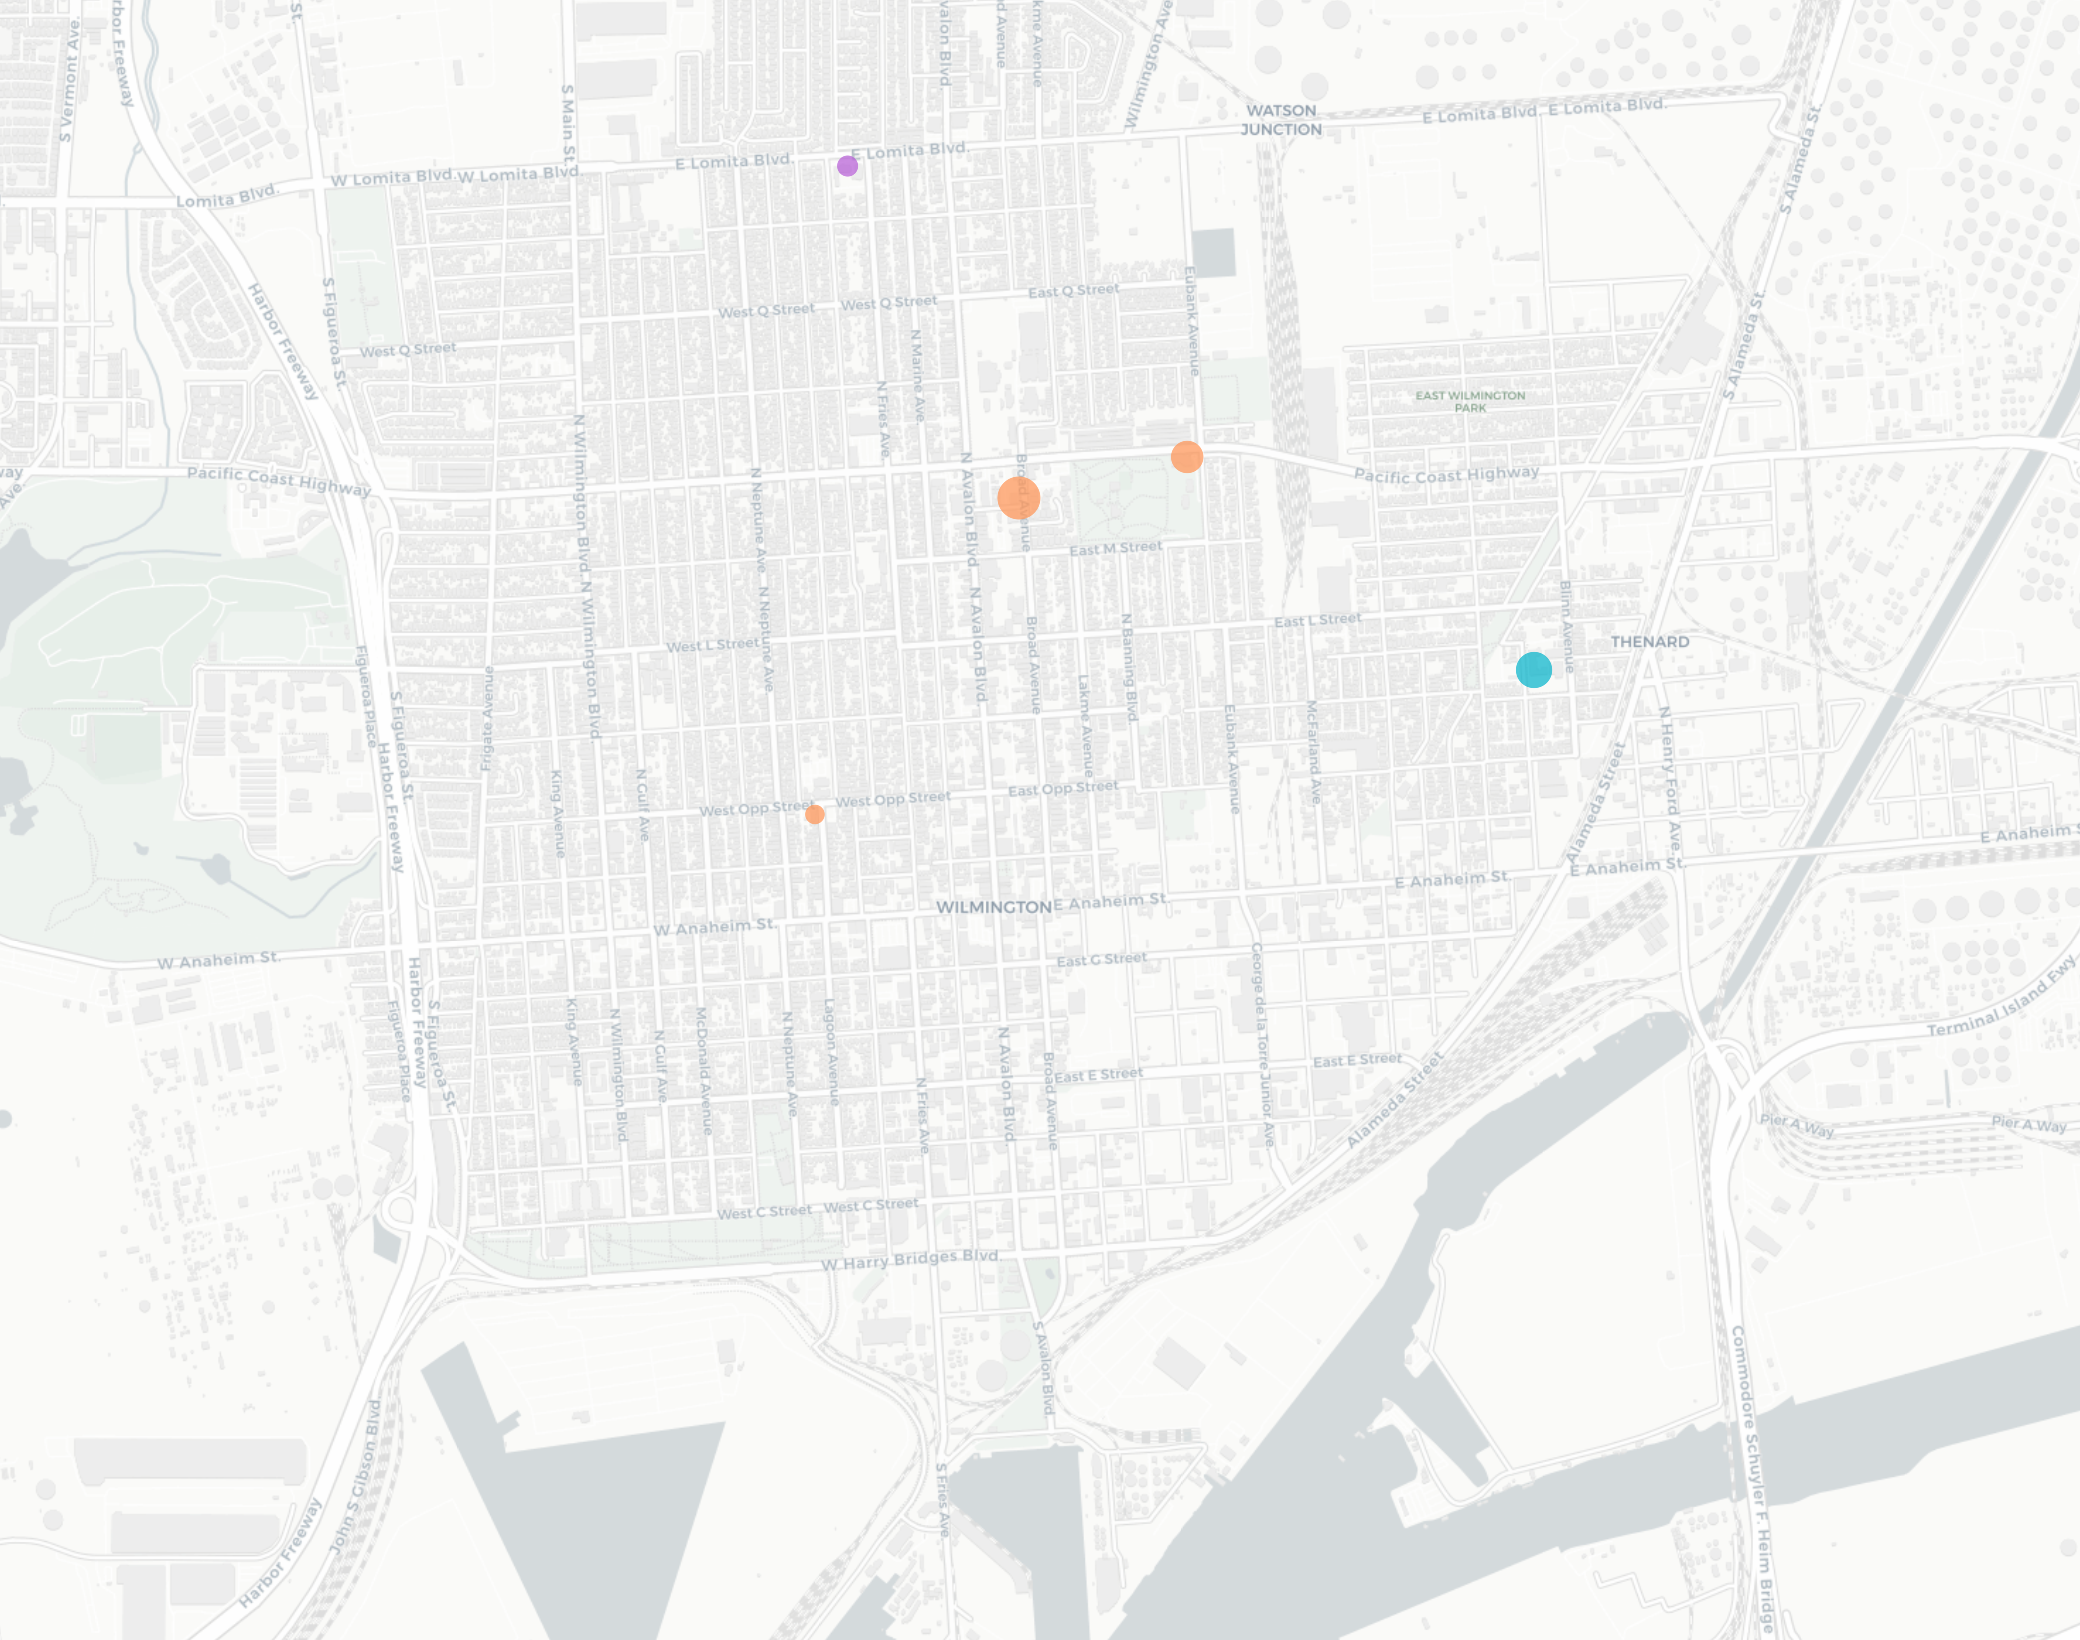 S Vermont Ave.
rbor Freeway
St.
S Main St.
valon Blvd
d Avenue
kme Avenue
Wilmington Ave
WATSON
JUNCTION
E Lomita Blvd.
E Lomita Blvd.
S Alameda St.
Lomita Blvd.
W Lomita Blvd.
W Lomita Blvd.
E Lomita Blvd.
E Lomita Blvd.
Harbor Freeway
S Figueroa St.
West Q Street
West Q Street
West Q Street
East Q Street
Eubank Avenue
N Marine Ave.
N Fries Ave.
S Alameda St.
EAST WILMINGTON
PARK
way
Ave.
Pacific Coast Highway
Pacific Coast Highway
N Wilmington Blvd.
N Neptune Ave.
N Avalon Blvd.
Broad Avenue
East M Street
N Wilmington Blvd.
N Neptune Ave
N Avalon Blvd.
Broad Avenue
N Banning Blvd.
West L Street
East L Street
Blinn Avenue
THENARD
Figueroa Place
S Figueroa St.
Frigate Avenue
Lakme Avenue
Eubank Avenue
McFarland Ave.
N Henry Ford Ave.
Harbor Freeway
King Avenue
N Gulf Ave
West Opp Street
West Opp Street
East Opp Street
Alameda Street
E Anaheim S
E Anaheim St.
E Anaheim St.
WILMINGTON
E Anaheim St.
W Anaheim St.
W Anaheim St.
East G Street
George de la Torre Junior Ave.
Harbor Freeway
Figueroa Place
S Figueroa St.
King Avenue
N Wilmington Blvd
N Gulf Ave
McDonald Avenue
N Neptune Ave
Lagoon Avenue
N Fries Ave
N Avalon Blvd.
Broad Avenue
East E Street
East E Street
Alameda Street
Terminal Island Fwy
Pier A Way
Pier A Way
West C Street
West C Street
W Harry Bridges Blvd.
S Avalon Blvd.
S Fries Ave
John S Gibson Blvd
Harbor Freeway
Commodore Schuyler F. Heim Bridge